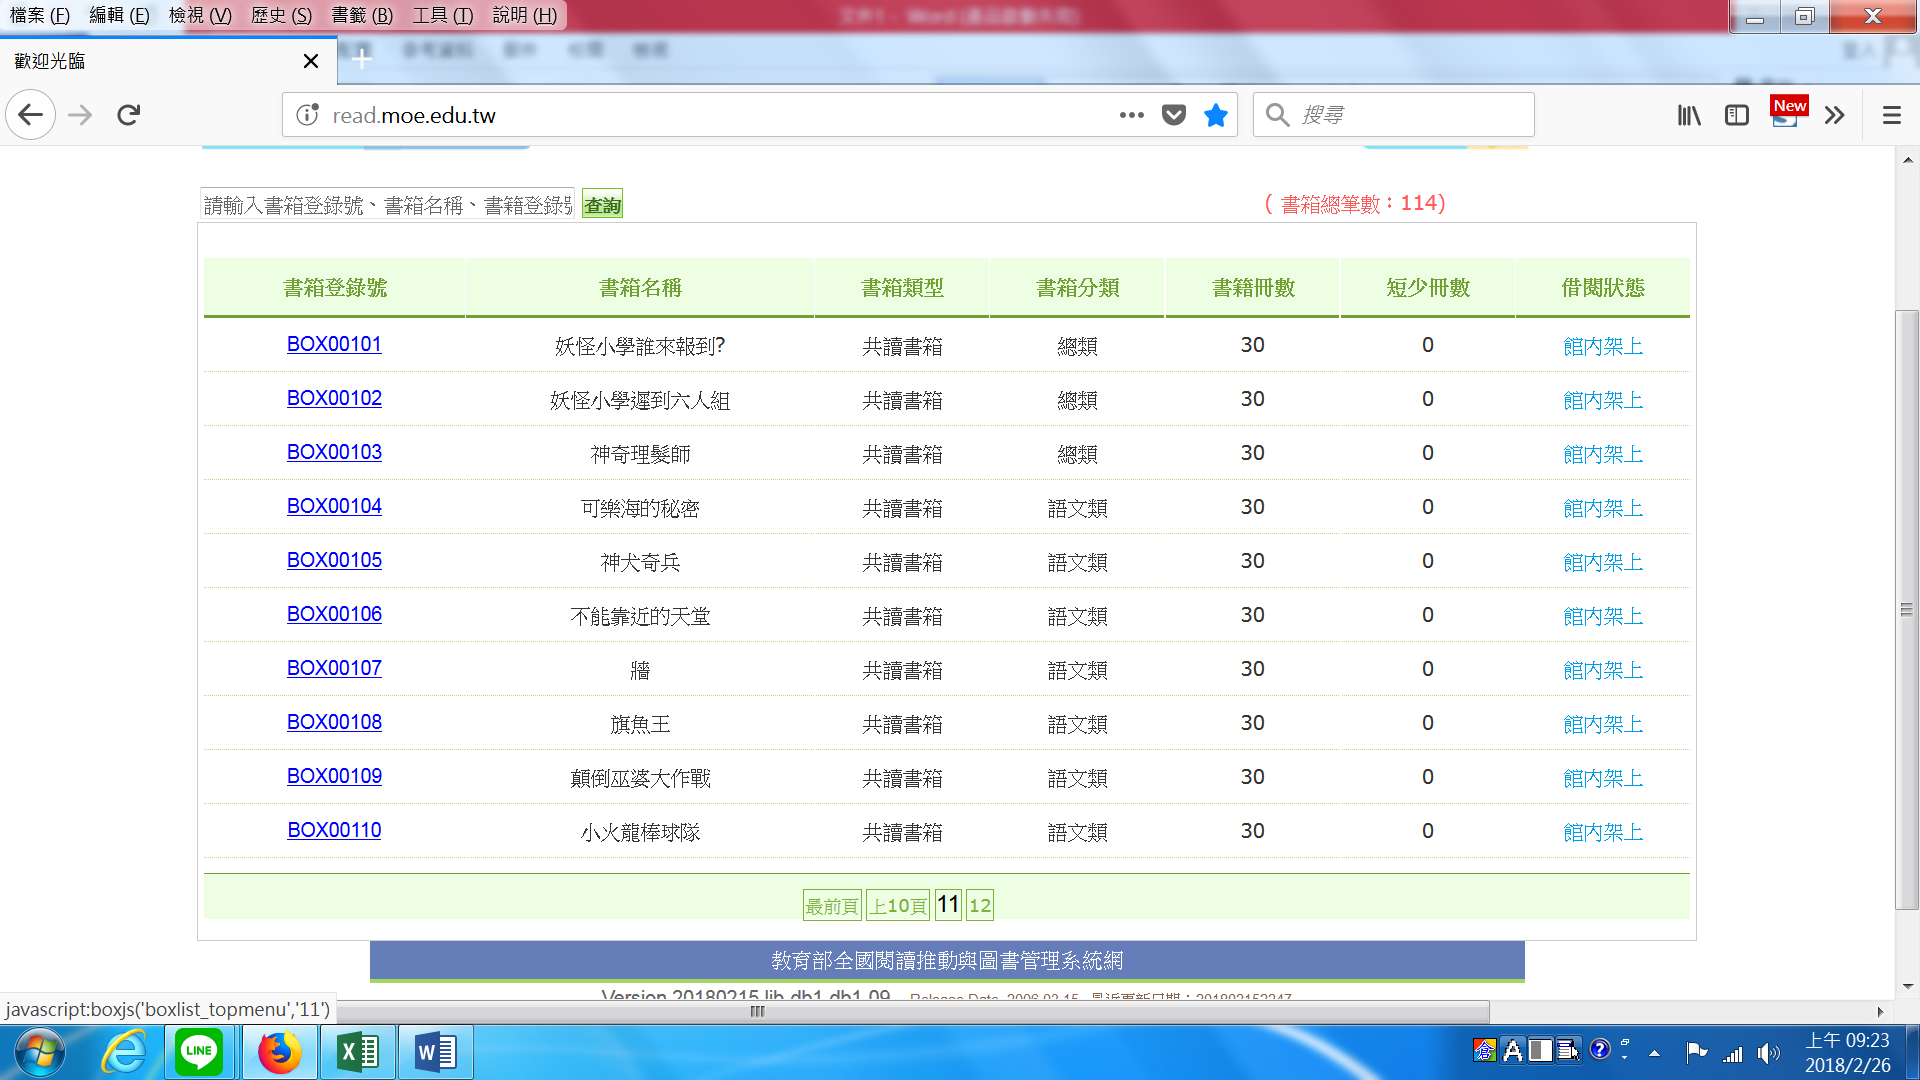 檔案 (F) 編輯 (E) 檢視 (V) 歷史 (S) 書籤 (B) 工具 (T) 說明 (H)
歡迎光臨
read.moe.edu.tw
搜尋
New
請輸入書箱登錄號、書箱名稱、書箱登錄號 查詢 ( 書箱總筆數：114)
書箱登錄號 書箱名稱 書箱類型 書箱分類 書籍冊數 短少冊數 借閱狀態
BOX00101 妖怪小學誰來報到? 共讀書箱 總類 30 0 館內架上
BOX00102 妖怪小學遲到六人組 共讀書箱 總類 30 0 館內架上
BOX00103 神奇理髮師 共讀書箱 總類 30 0 館內架上
BOX00104 可樂海的秘密 共讀書箱 語文類 30 0 館內架上
BOX00105 神犬奇兵 共讀書箱 語文類 30 0 館內架上
BOX00106 不能靠近的天堂 共讀書箱 語文類 30 0 館內架上
BOX00107 牆 共讀書箱 語文類 30 0 館內架上
BOX00108 旗魚王 共讀書箱 語文類 30 0 館內架上
BOX00109 顛倒巫婆大作戰 共讀書箱 語文類 30 0 館內架上
BOX00110 小火龍棒球隊 共讀書箱 語文類 30 0 館內架上
最前頁 上10頁 11 12
教育部全國閱讀推動與圖書管理系統網
Version 20180215.lib.db1.db1.09
javascript:boxjs('boxlist_topmenu','11')
LINE
上午 09:23
2018/2/26